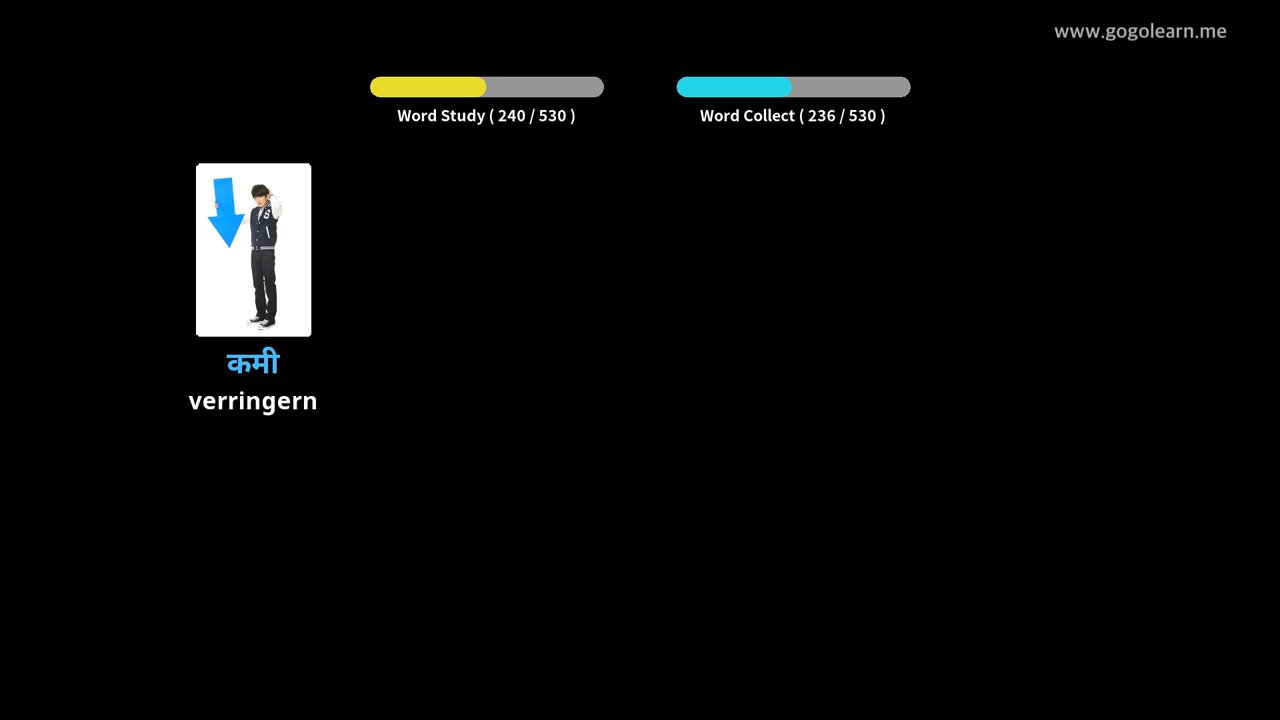 www.gogolearn.me
Word Study ( 240 / 530 )
Word Collect ( 236 / 530 )
कमी
verringern